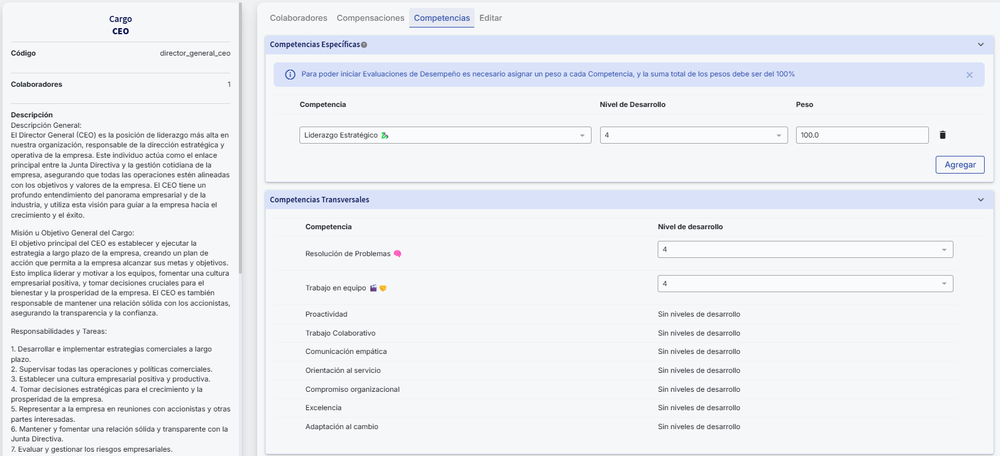 Cargo
CEO
Código director_general_ceo
Colaboradores 1
Descripción
Descripción General:
El Director General (CEO) es la posición de liderazgo más alta en
nuestra organización, responsable de la dirección estratégica y
operativa de la empresa. Este individuo actúa como el enlace
principal entre la Junta Directiva y la gestión cotidiana de la
empresa, asegurando que todas las operaciones estén alineadas
con los objetivos y valores de la empresa. El CEO tiene un
profundo entendimiento del panorama empresarial y de la
industria, y utiliza esta visión para guiar a la empresa hacia el
crecimiento y el éxito.
Misión u Objetivo General del Cargo:
El objetivo principal del CEO es establecer y ejecutar la
estrategia a largo plazo de la empresa, creando un plan de
acción que permita a la empresa alcanzar sus metas y objetivos.
Esto implica liderar y motivar a los equipos, fomentar una cultura
empresarial positiva, y tomar decisiones cruciales para el
bienestar y la prosperidad de la empresa. El CEO es también
responsable de mantener una relación sólida con los accionistas,
asegurando la transparencia y la confianza.
Responsabilidades y Tareas:
1. Desarrollar e implementar estrategias comerciales a largo
plazo.
2. Supervisar todas las operaciones y políticas comerciales.
3. Establecer una cultura empresarial positiva y productiva.
4. Tomar decisiones estratégicas para el crecimiento y la
prosperidad de la empresa.
5. Representar a la empresa en reuniones con accionistas y otras
partes interesadas.
6. Mantener y fomentar una relación sólida y transparente con la
Junta Directiva.
7. Evaluar y gestionar los riesgos empresariales.
Colaboradores Compensaciones Competencias Editar
Competencias Específicas
Para poder iniciar Evaluaciones de Desempeño es necesario asignar un peso a cada Competencia, y la suma total de los pesos debe ser del 100%
Competencia Nivel de Desarrollo Peso
Liderazgo Estratégico 🐉 4 100.0
Agregar
Competencias Transversales
Competencia Nivel de desarrollo
Resolución de Problemas 🧠 4
Trabajo en equipo 🎬 🤝 4
Proactividad Sin niveles de desarrollo
Trabajo Colaborativo Sin niveles de desarrollo
Comunicación empática Sin niveles de desarrollo
Orientación al servicio Sin niveles de desarrollo
Compromiso organizacional Sin niveles de desarrollo
Excelencia Sin niveles de desarrollo
Adaptación al cambio Sin niveles de desarrollo